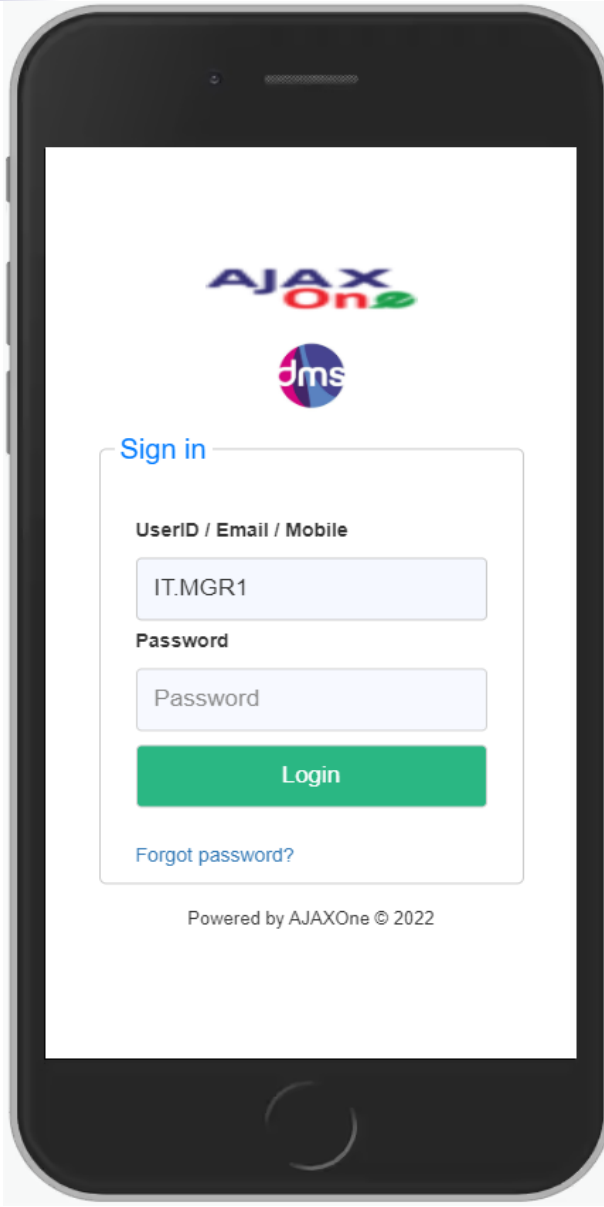 AJAX
One
dms
Sign in
UserID / Email / Mobile
IT.MGR1
Password
Password
Login
Forgot password?
Powered by AJAXOne © 2022